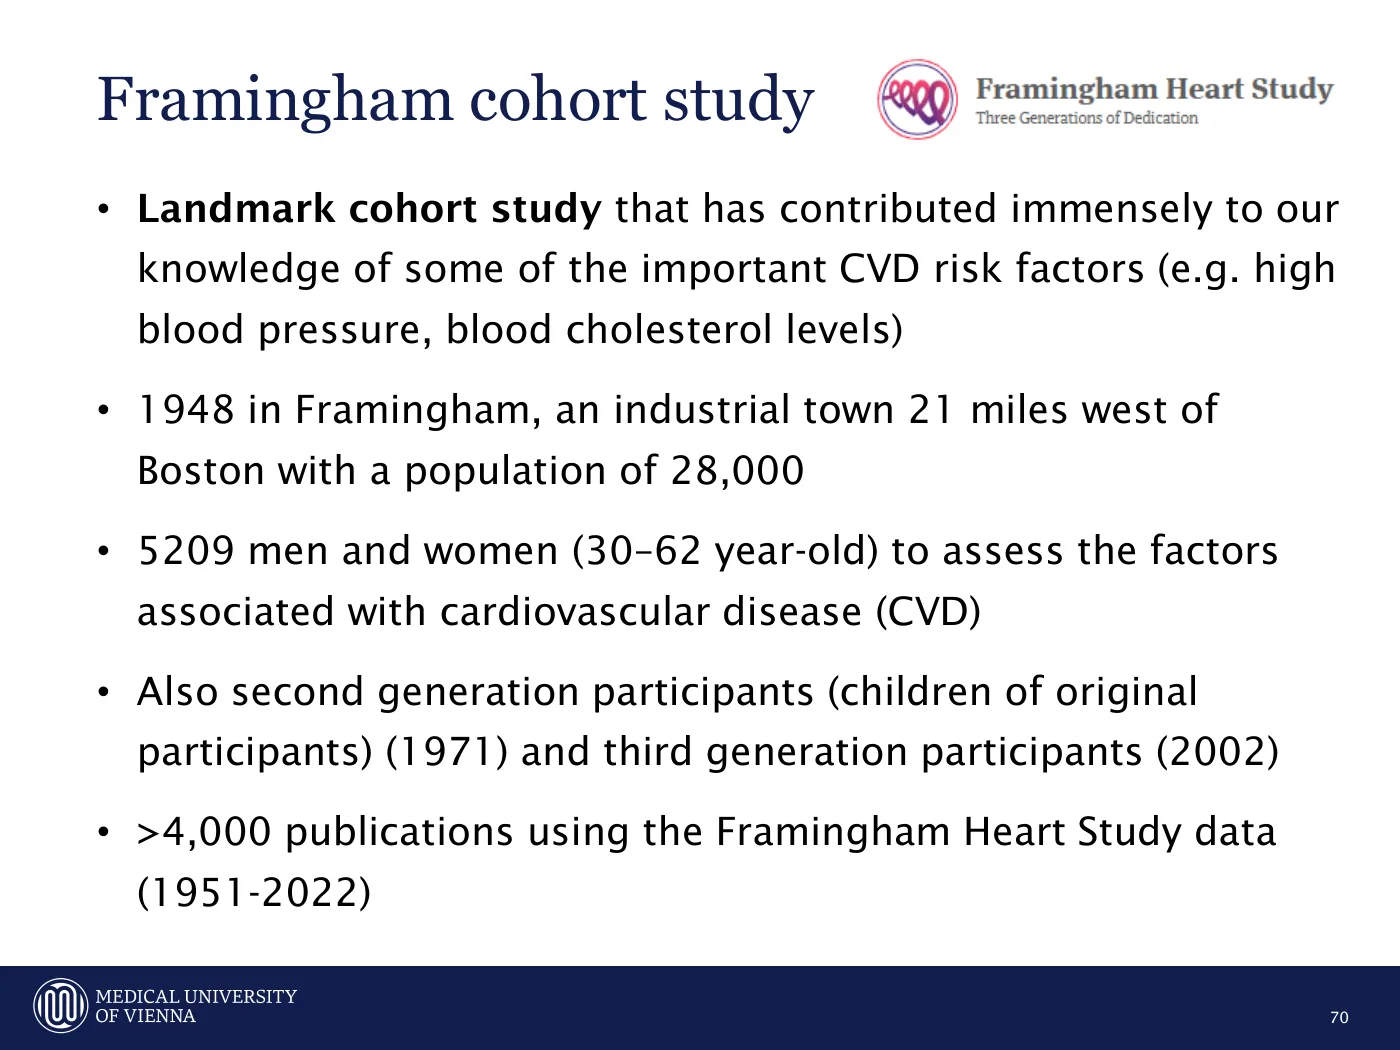 Framingham cohort study
Framingham Heart Study
Three Generations of Dedication
• Landmark cohort study that has contributed immensely to our
knowledge of some of the important CVD risk factors (e.g. high
blood pressure, blood cholesterol levels)
• 1948 in Framingham, an industrial town 21 miles west of
Boston with a population of 28,000
• 5209 men and women (30–62 year-old) to assess the factors
associated with cardiovascular disease (CVD)
• Also second generation participants (children of original
participants) (1971) and third generation participants (2002)
• >4,000 publications using the Framingham Heart Study data
(1951-2022)
MEDICAL UNIVERSITY
OF VIENNA
70